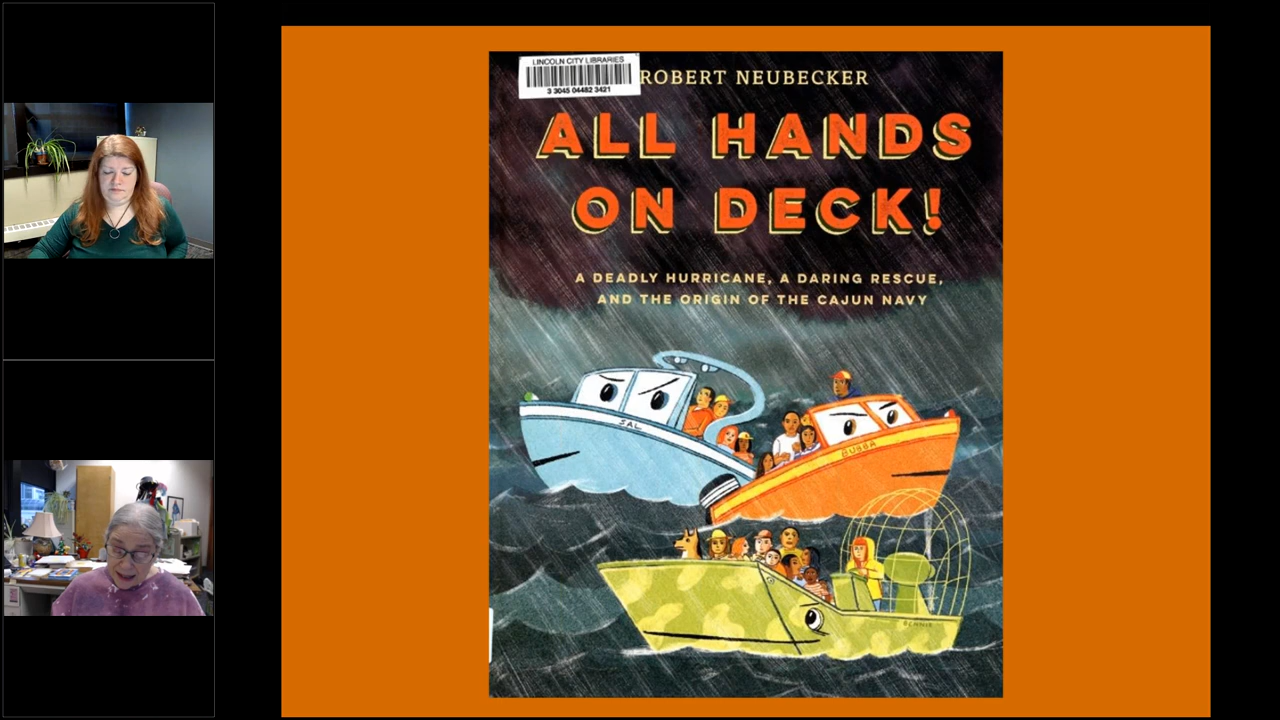 LINCOLN CITY LIBRARIES
3 3045 04482 3421
ROBERT NEUBECKER
ALL HANDS
ON DECK!
A DEADLY HURRICANE, A DARING RESCUE,
AND THE ORIGIN OF THE CAJUN NAVY
SAL
BUBBA
BENNIE